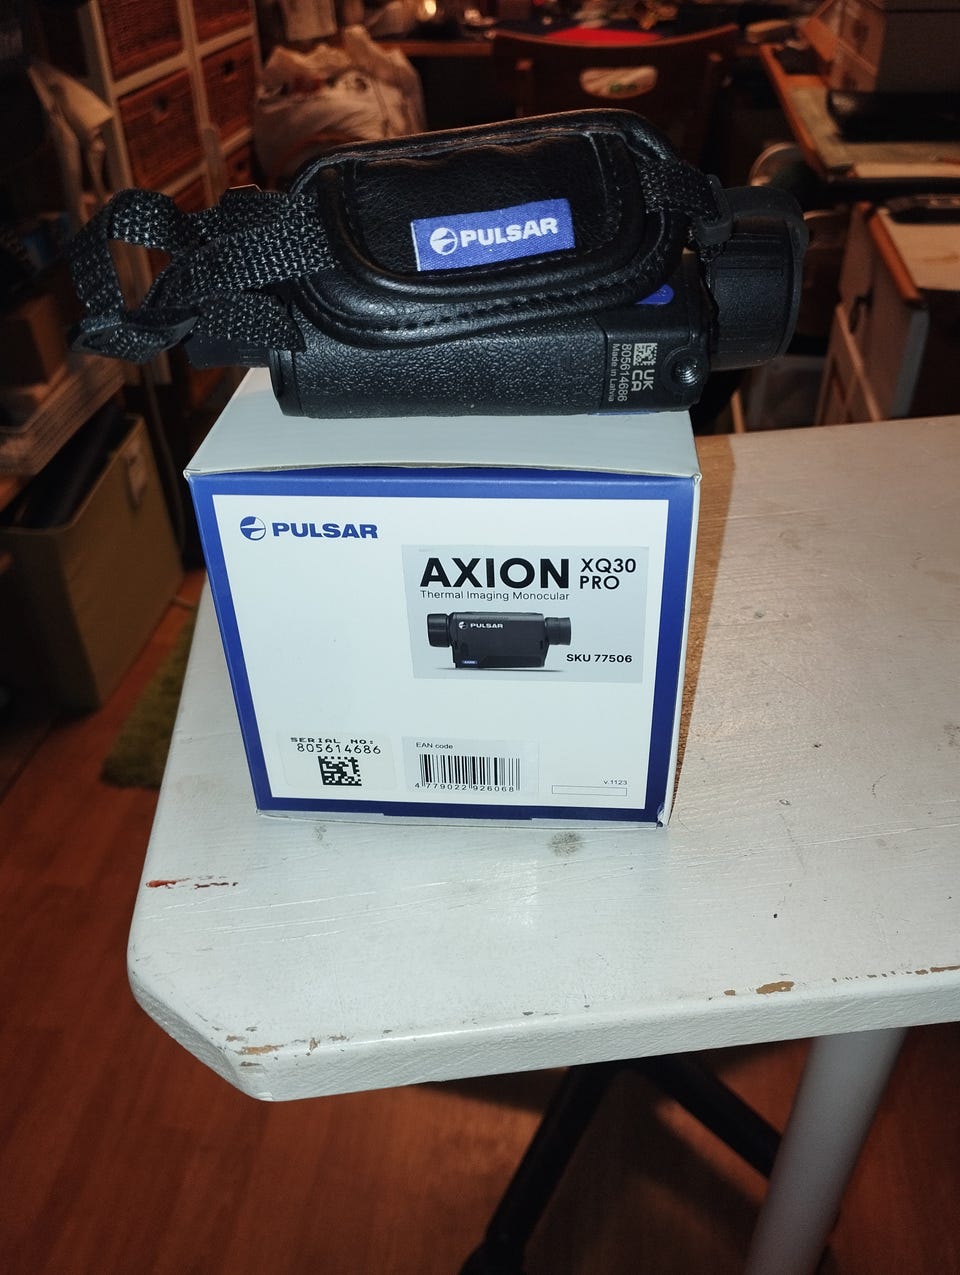 PULSAR
UK
CA
805614686
Made in Latvia
PULSAR
AXION XQ30
PRO
Thermal Imaging Monocular
PULSAR
AXION
SKU 77506
SERIAL NO:
805614686
EAN code
4 779022 926068
v.1123